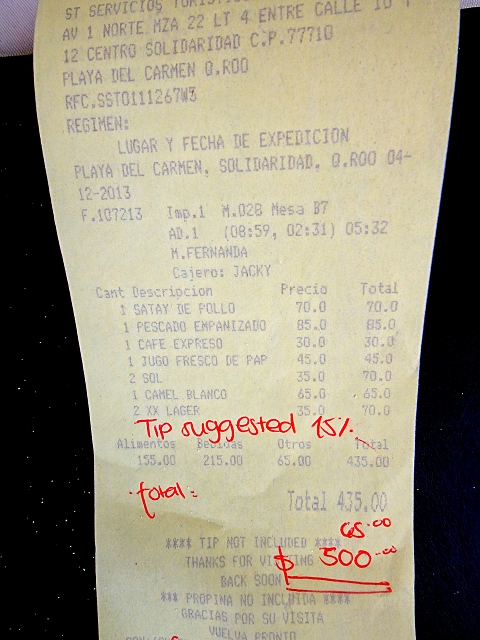 ST SERVICIOS
AV 1 NORTE MZA 22 LT 4 ENTRE CALLE 10 ,
12 CENTRO SOLIDARIDAD C.P.77710
PLAYA DEL CARMEN Q.ROO
RFC.SST0111267W3
REGIMEN:
LUGAR Y FECHA DE EXPEDICION
PLAYA DEL CARMEN, SOLIDARIDAD, Q.ROO 04-
12-2013
F.107213 Imp.1 M.02B Mesa B7
AD.1 (08:59, 02:31) 05:32
M.FERNANDA
Cajero: JACKY
Cant Descripcion Precio Total
1 SATAY DE POLLO 70.0 70.0
1 PESCADO EMPANIZADO 85.0 85.0
1 CAFE EXPRESO 30.0 30.0
1 JUGO FRESCO DE PAP 45.0 45.0
2 SOL 35.0 70.0
1 CAMEL BLANCO 65.0 65.0
2 XX LAGER 35.0 70.0
Tip suggested 15%
Alimentos Bebidas Otros Total
155.00 215.00 65.00 435.00
total: Total 435.00
65.00
**** TIP NOT INCLUDED ****
$ 500.00
THANKS FOR VISITING
BACK SOON
*** PROPINA NO INCLUIDA ****
GRACIAS POR SU VISITA
VUELVA PRONTO